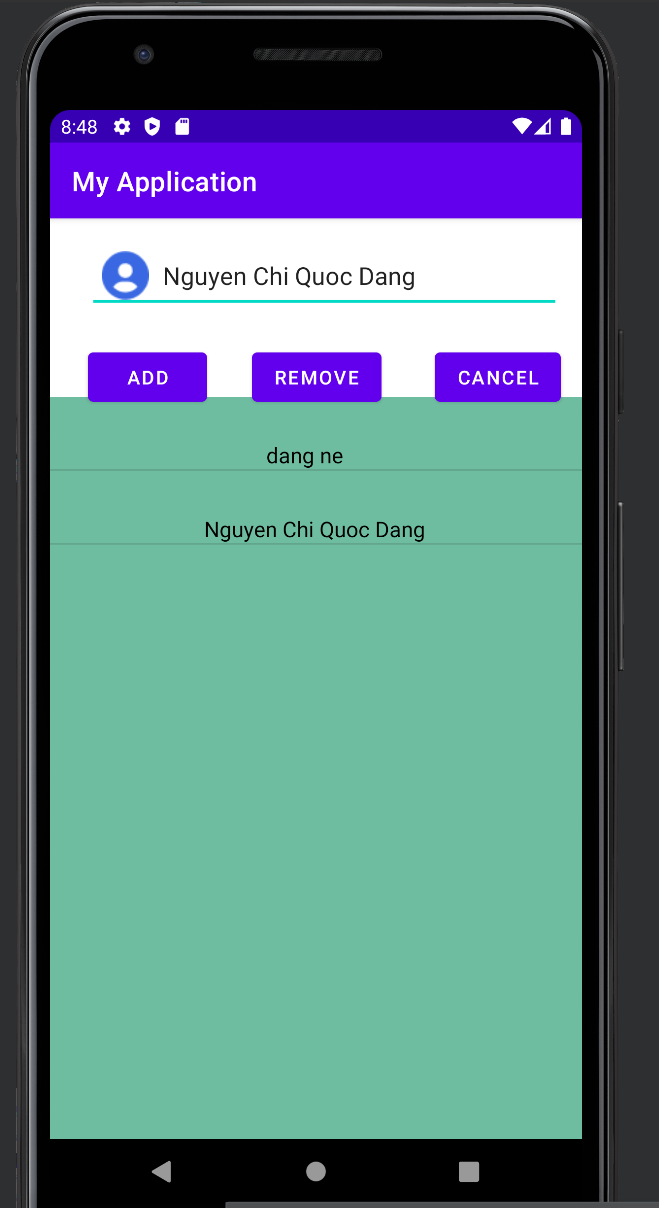 8:48
My Application
Nguyen Chi Quoc Dang
ADD REMOVE CANCEL
dang ne
Nguyen Chi Quoc Dang